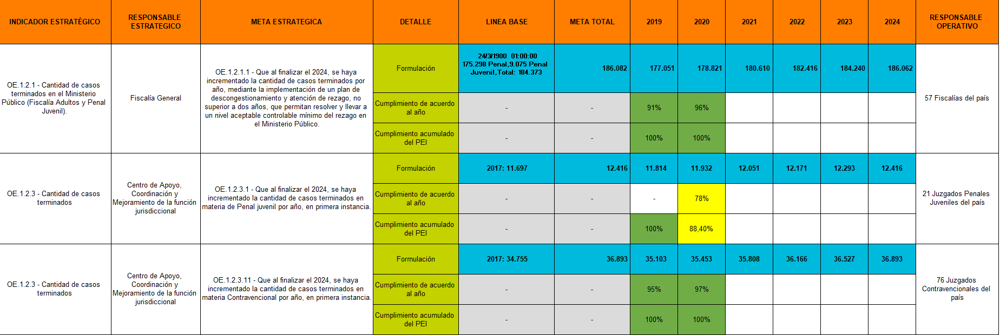 INDICADOR ESTRATÉGICO
RESPONSABLE
ESTRATEGICO
META ESTRATEGICA
DETALLE
LINEA BASE
META TOTAL
2019
2020
2021
2022
2023
2024
RESPONSABLE
OPERATIVO
OE.1.2.1 - Cantidad de casos
terminados en el Ministerio
Público (Fiscalía Adultos y Penal
Juvenil).
Fiscalía General
OE.1.2.1.1 - Que al finalizar el 2024, se haya
incrementado la cantidad de casos terminados por
año, mediante la implementación de un plan de
descongestionamiento y atención de rezago, no
superior a dos años, que permitan resolver y llevar a
un nivel aceptable controlable mínimo del rezago en
el Ministerio Público.
Formulación
24/3/1900 01:00:00
175.298 Penal,9.075 Penal
Juvenil,Total: 184.373
186.082
177.051
178.821
180.610
182.416
184.240
186.062
Cumplimiento de acuerdo
al año
-
-
91%
96%
Cumplimiento acumulado
del PEI
-
-
100%
100%
57 Fiscalías del país
OE.1.2.3 - Cantidad de casos
terminados
Centro de Apoyo,
Coordinación y
Mejoramiento de la función
jurisdiccional
OE.1.2.3.1 - Que al finalizar el 2024, se haya
incrementado la cantidad de casos terminados en
materia de Penal juvenil por año, en primera instancia.
Formulación
2017: 11.697
12.416
11.814
11.932
12.051
12.171
12.293
12.416
Cumplimiento de acuerdo
al año
-
-
-
78%
Cumplimiento acumulado
del PEI
-
-
100%
88,40%
21 Juzgados Penales
Juveniles del país
OE.1.2.3 - Cantidad de casos
terminados
Centro de Apoyo,
Coordinación y
Mejoramiento de la función
jurisdiccional
OE.1.2.3.11 - Que al finalizar el 2024, se haya
incrementado la cantidad de casos terminados en
materia Contravencional por año, en primera instancia.
Formulación
2017: 34.755
36.893
35.103
35.453
35.808
36.166
36.527
36.893
Cumplimiento de acuerdo
al año
-
-
95%
97%
Cumplimiento acumulado
del PEI
-
-
100%
100%
76 Juzgados
Contravencionales del
país